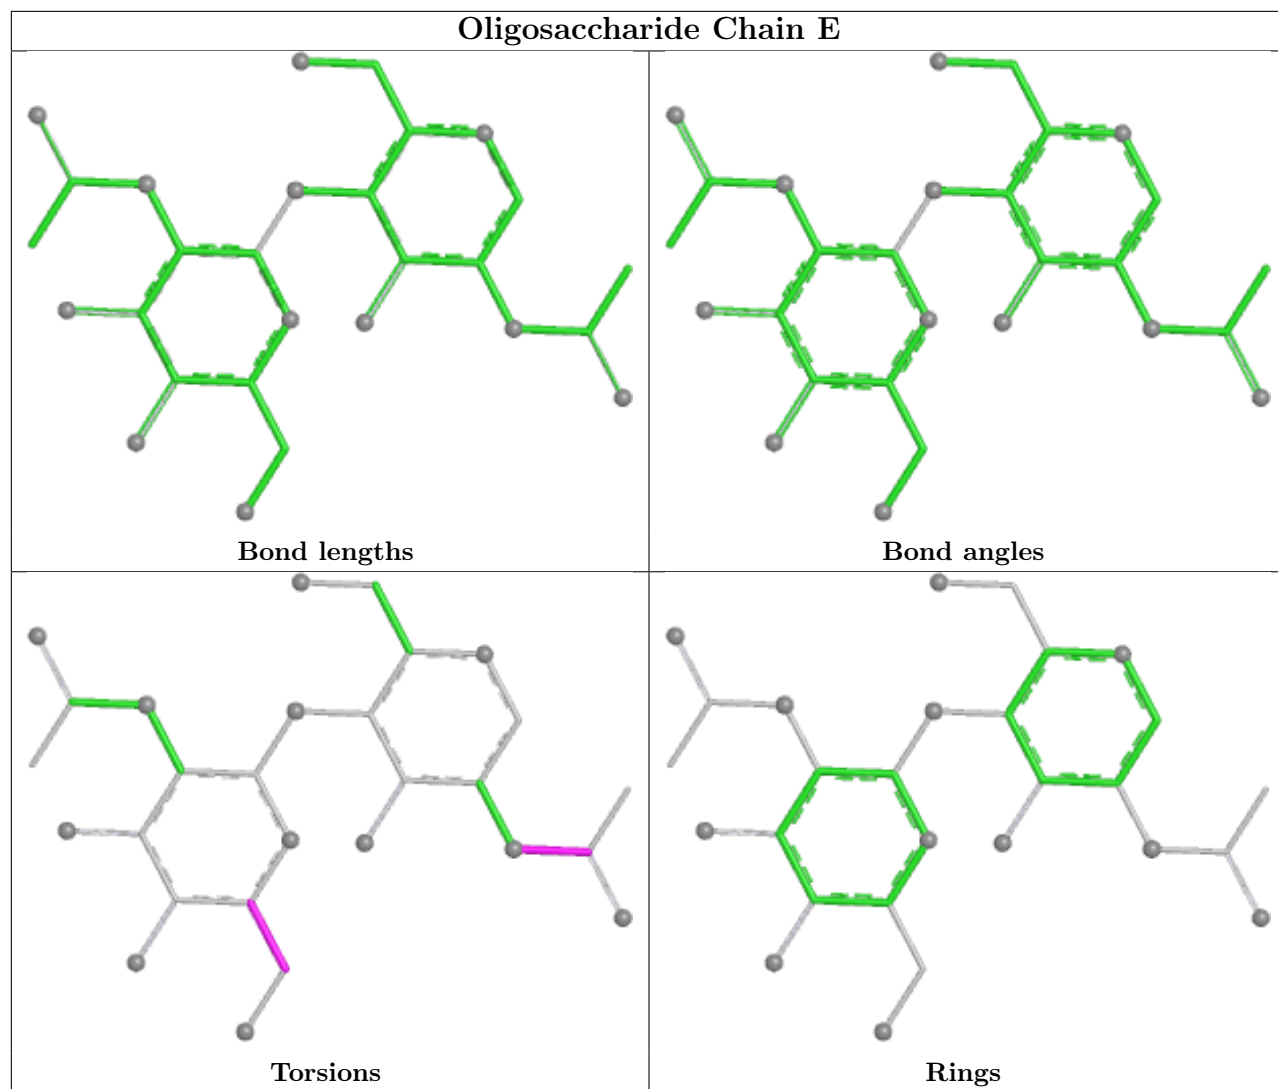 Oligosaccharide Chain E
Bond lengths
Bond angles
Torsions
Rings